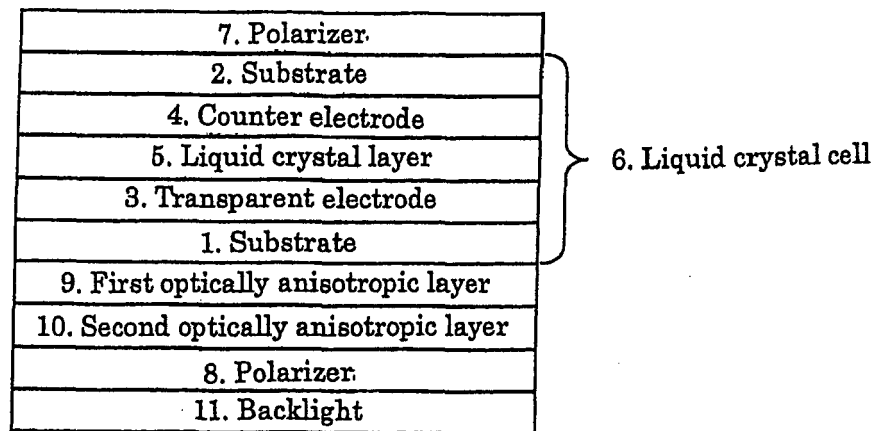 7. Polarizer.
2. Substrate
4. Counter electrode
5. Liquid crystal layer
6. Liquid crystal cell
3. Transparent electrode
1. Substrate
9. First optically anisotropic layer
10. Second optically anisotropic layer
8. Polarizer.
11. Backlight